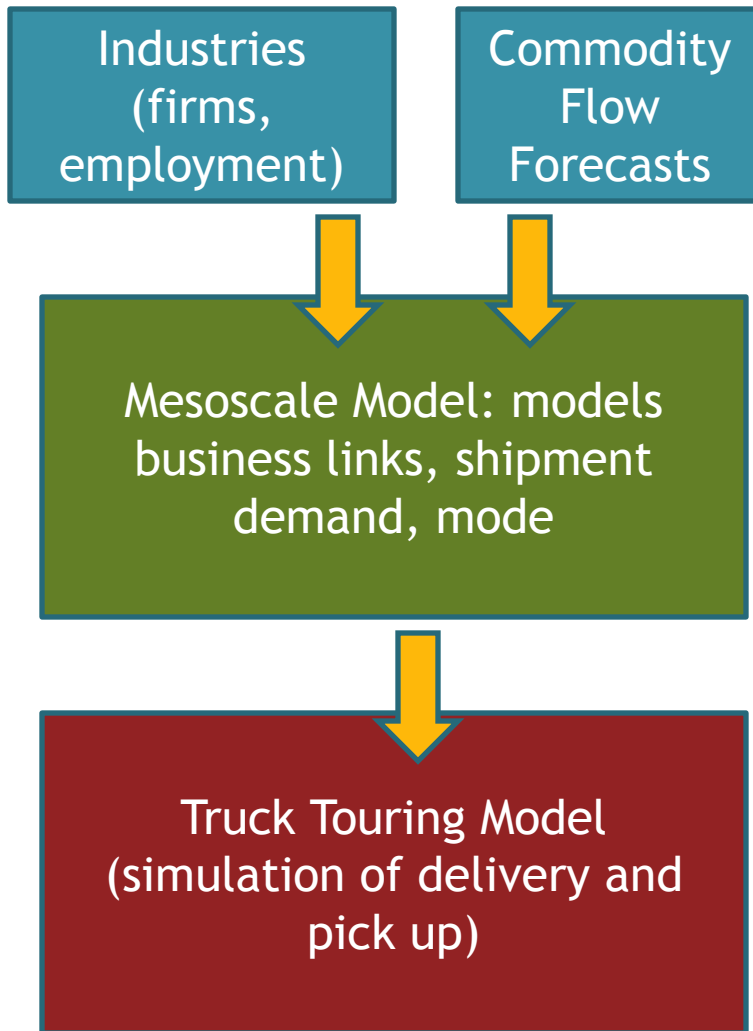 Industries
(firms,
employment)
Commodity
Flow
Forecasts
Mesoscale Model: models
business links, shipment
demand, mode
Truck Touring Model
(simulation of delivery and
pick up)